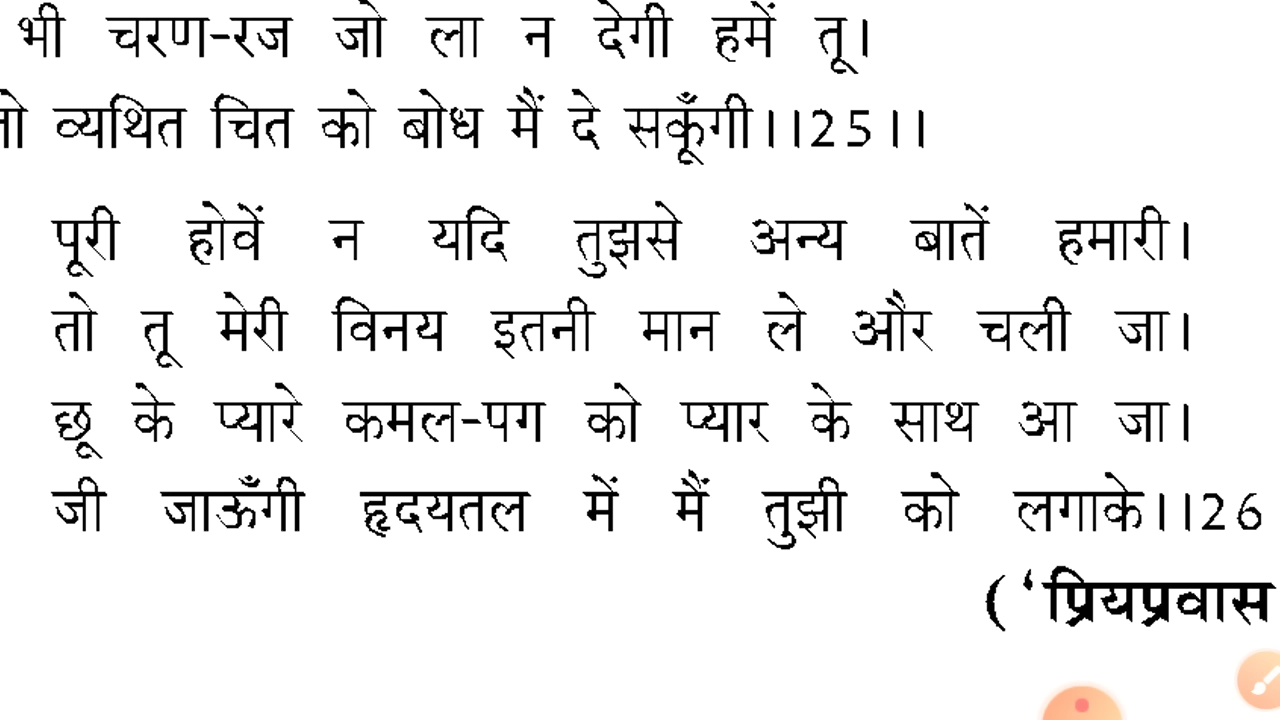 भी चरण-रज जो ला न देगी हमें तू।
तो व्यथित चित को बोध मैं दे सकूँगी।।25।।
पूरी होवें न यदि तुझसे अन्य बातें हमारी।
तो तू मेरी विनय इतनी मान ले और चली जा।
छू के प्यारे कमल-पग को प्यार के साथ आ जा।
जी जाऊँगी हृदयतल में मैं तुझी को लगाके।।26
(‘प्रियप्रवास